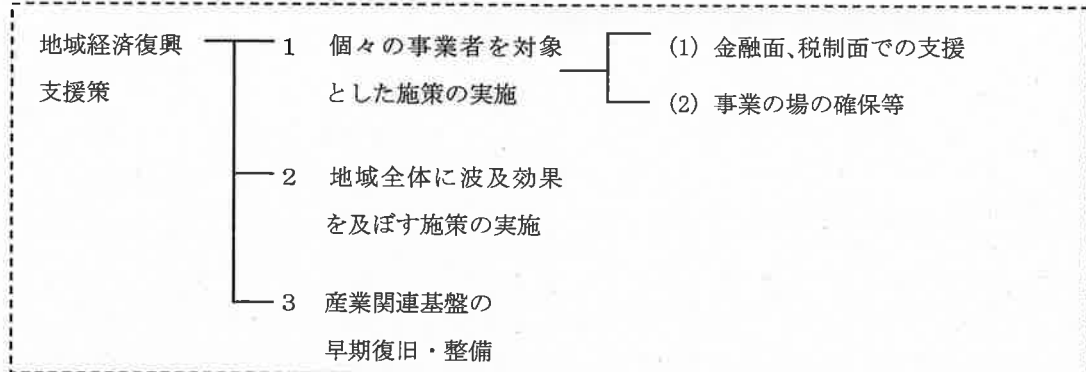 地域経済復興
支援策
1 個々の事業者を対象
とした施策の実施
(1) 金融面、税制面での支援
(2) 事業の場の確保等
2 地域全体に波及効果
を及ぼす施策の実施
3 産業関連基盤の
早期復旧・整備